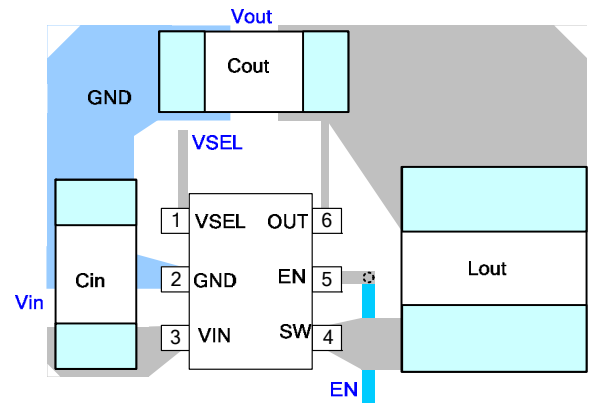 Vout
Cout
GND
VSEL
1 VSEL OUT 6
Cin
2 GND EN 5
Lout
Vin
3 VIN SW 4
EN